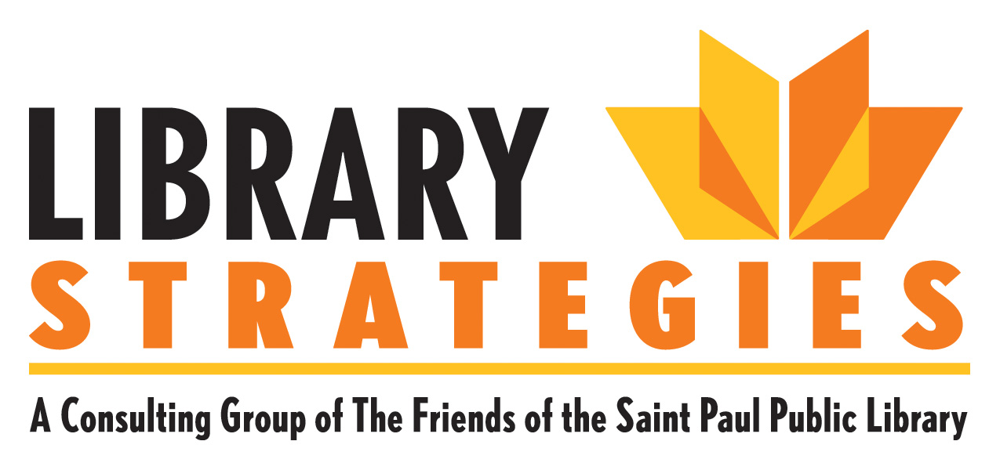 LIBRARY
STRATEGIES
A Consulting Group of The Friends of the Saint Paul Public Library